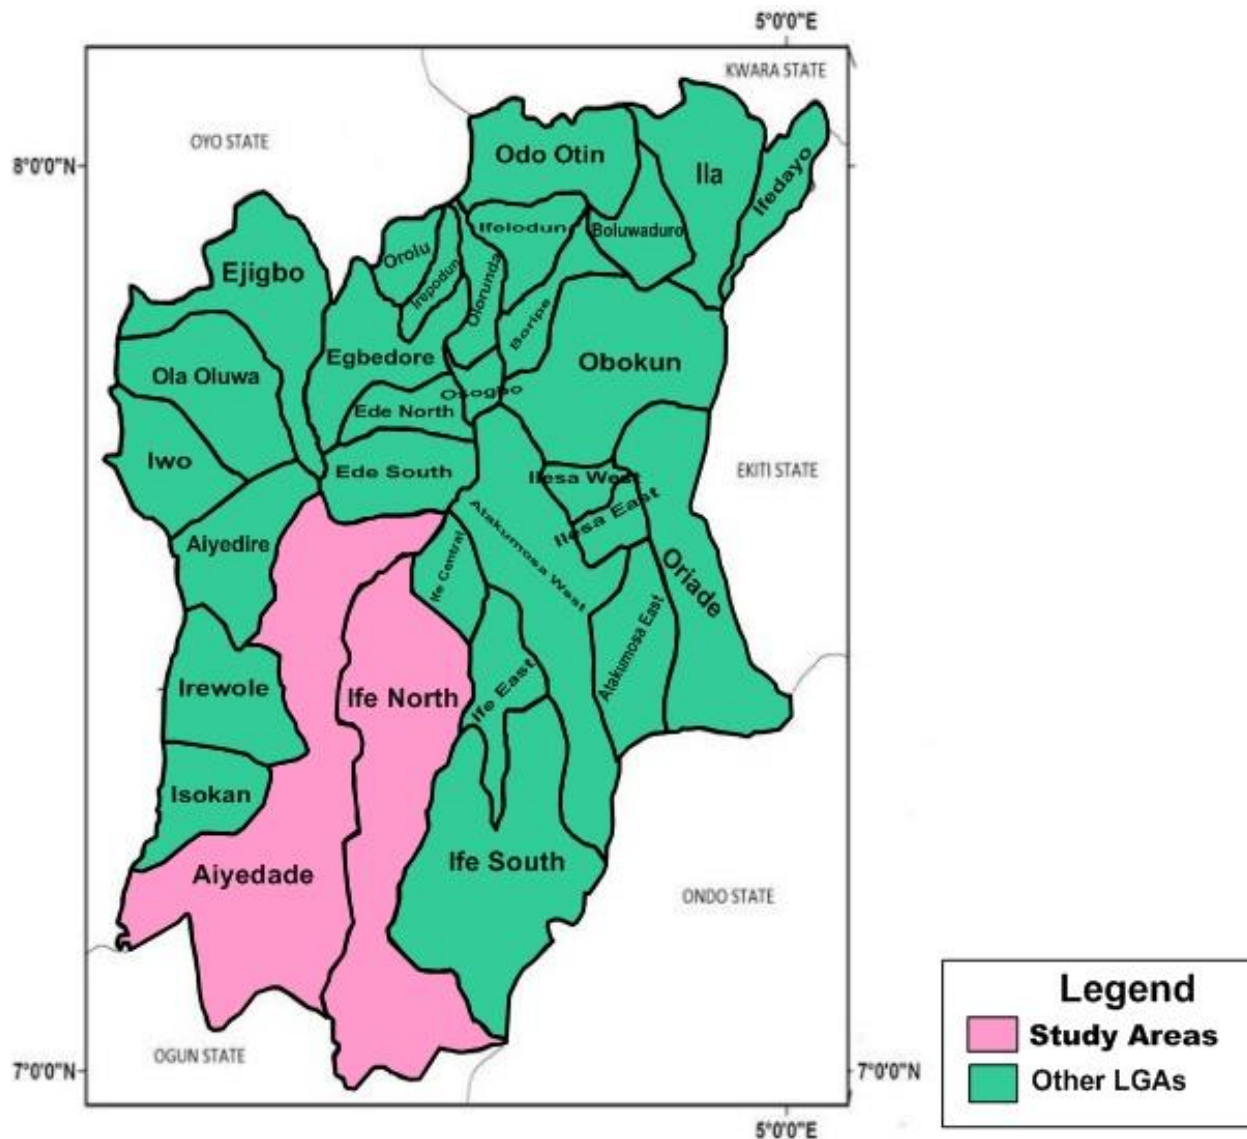 5°0'0"E
KWARA STATE
OYO STATE
8°0'0"N
Odo Otin
Ila
Ifedayo
Ifelodun
Boluwaduro
Orolu
Irepodun
Ejigbo
Olorunda
Boripe
Egbedore
Obokun
Ola Oluwa
Osogbo
Ede North
Iwo
Ede South
Ilesa West
EKITI STATE
Ilesa East
Atakumosa West
Aiyedire
Ife Central
Oriade
Atakumosa East
Irewole
Ife North
Ife East
Isokan
Aiyedade
Ife South
ONDO STATE
Legend
Study Areas
Other LGAs
OGUN STATE
7°0'0"N
7°0'0"N
5°0'0"E